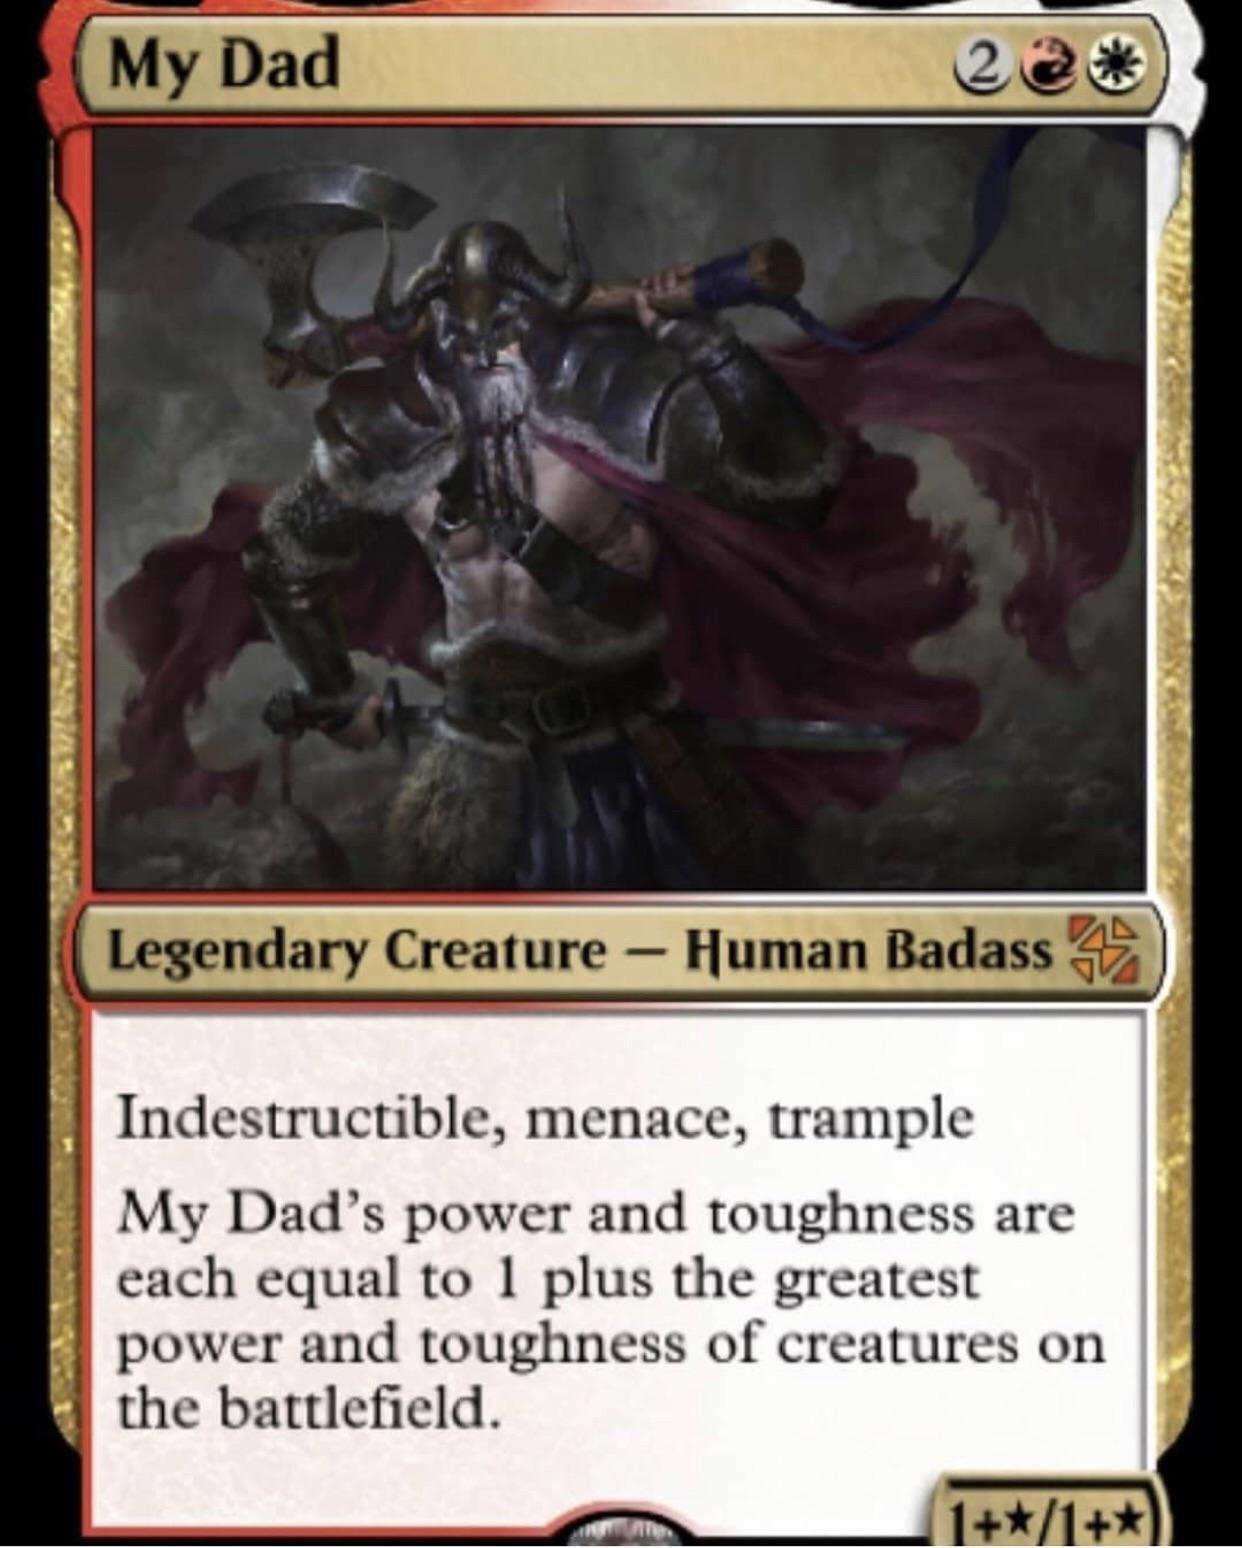 My Dad 2
Legendary Creature — Human Badass
Indestructible, menace, trample
My Dad's power and toughness are
each equal to 1 plus the greatest
power and toughness of creatures on
the battlefield.
1+★/1+★